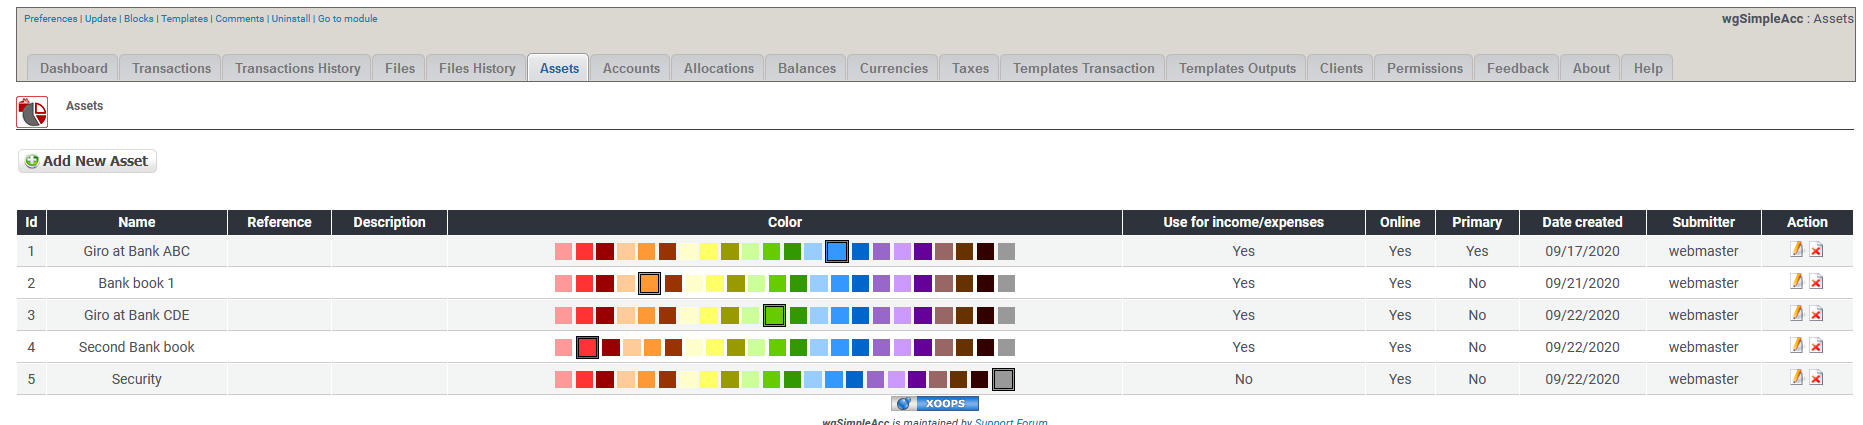 Preferences | Update | Blocks | Templates | Comments | Uninstall | Go to module
wgSimpleAcc : Assets
Dashboard Transactions Transactions History Files Files History Assets Accounts Allocations Balances Currencies Taxes Templates Transaction Templates Outputs Clients Permissions Feedback About Help
Assets
Add New Asset
Id Name Reference Description Color Use for income/expenses Online Primary Date created Submitter Action
1 Giro at Bank ABC Yes Yes Yes 09/17/2020 webmaster
2 Bank book 1 Yes Yes No 09/21/2020 webmaster
3 Giro at Bank CDE Yes Yes No 09/22/2020 webmaster
4 Second Bank book Yes Yes No 09/22/2020 webmaster
5 Security No Yes No 09/22/2020 webmaster
XOOPS
wgSimpleAcc is maintained by Support Forum